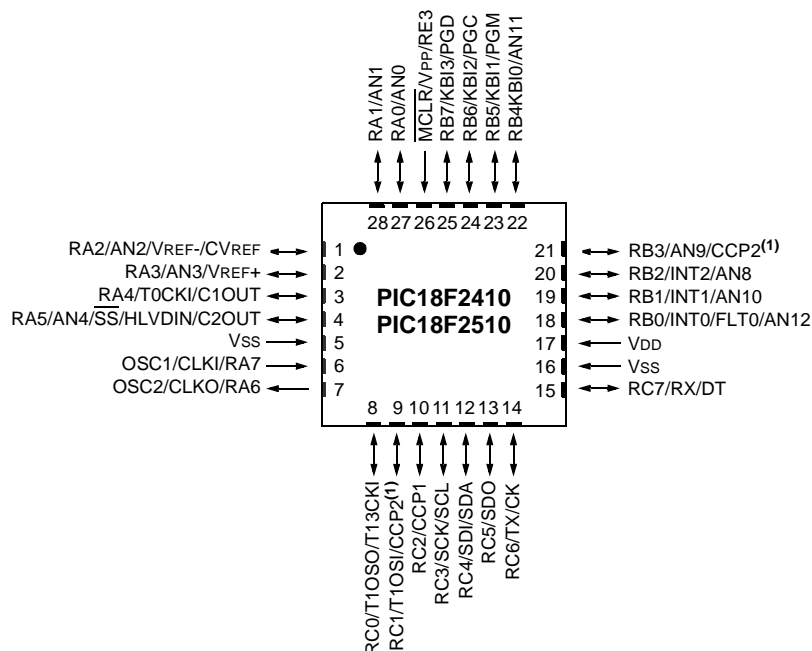 RA1/AN1
RA0/AN0
MCLR/VPP/RE3
RB7/KBI3/PGD
RB6/KBI2/PGC
RB5/KBI1/PGM
RB4KBI0/AN11
28 27 26 25 24 23 22
RA2/AN2/VREF-/CVREF 1
RA3/AN3/VREF+ 2
RA4/T0CKI/C1OUT 3
RA5/AN4/SS/HLVDIN/C2OUT 4
VSS 5
OSC1/CLKI/RA7 6
OSC2/CLKO/RA6 7
PIC18F2410
PIC18F2510
21 RB3/AN9/CCP2(1)
20 RB2/INT2/AN8
19 RB1/INT1/AN10
18 RB0/INT0/FLT0/AN12
17 VDD
16 VSS
15 RC7/RX/DT
8 9 10 11 12 13 14
RC0/T1OSO/T13CKI
RC1/T1OSI/CCP2(1)
RC2/CCP1
RC3/SCK/SCL
RC4/SDI/SDA
RC5/SDO
RC6/TX/CK